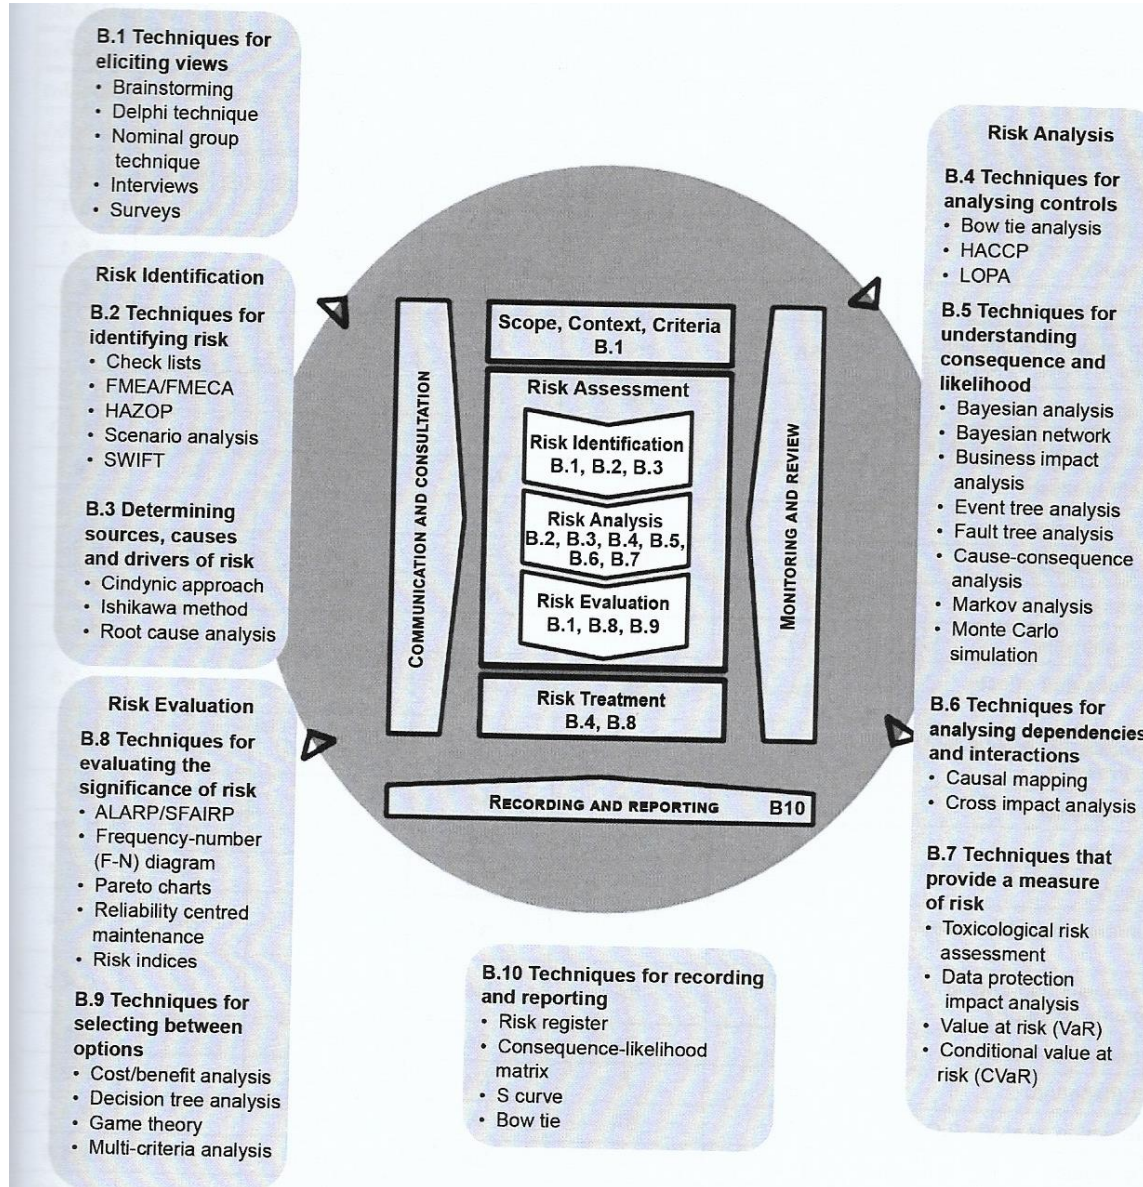 B.1 Techniques for
eliciting views
• Brainstorming
• Delphi technique
• Nominal group
technique
• Interviews
• Surveys
Risk Identification
B.2 Techniques for
identifying risk
• Check lists
• FMEA/FMECA
• HAZOP
• Scenario analysis
• SWIFT
B.3 Determining
sources, causes
and drivers of risk
• Cindynic approach
• Ishikawa method
• Root cause analysis
Risk Evaluation
B.8 Techniques for
evaluating the
significance of risk
• ALARP/SFAIRP
• Frequency-number
(F-N) diagram
• Pareto charts
• Reliability centred
maintenance
• Risk indices
B.9 Techniques for
selecting between
options
• Cost/benefit analysis
• Decision tree analysis
• Game theory
• Multi-criteria analysis
COMMUNICATION AND CONSULTATION
Scope, Context, Criteria
B.1
Risk Assessment
Risk Identification
B.1, B.2, B.3
Risk Analysis
B.2, B.3, B.4, B.5,
B.6, B.7
Risk Evaluation
B.1, B.8, B.9
Risk Treatment
B.4, B.8
MONITORING AND REVIEW
RECORDING AND REPORTING B10
B.10 Techniques for recording
and reporting
• Risk register
• Consequence-likelihood
matrix
• S curve
• Bow tie
Risk Analysis
B.4 Techniques for
analysing controls
• Bow tie analysis
• HACCP
• LOPA
B.5 Techniques for
understanding
consequence and
likelihood
• Bayesian analysis
• Bayesian network
• Business impact
analysis
• Event tree analysis
• Fault tree analysis
• Cause-consequence
analysis
• Markov analysis
• Monte Carlo
simulation
B.6 Techniques for
analysing dependencies
and interactions
• Causal mapping
• Cross impact analysis
B.7 Techniques that
provide a measure
of risk
• Toxicological risk
assessment
• Data protection
impact analysis
• Value at risk (VaR)
• Conditional value at
risk (CVaR)